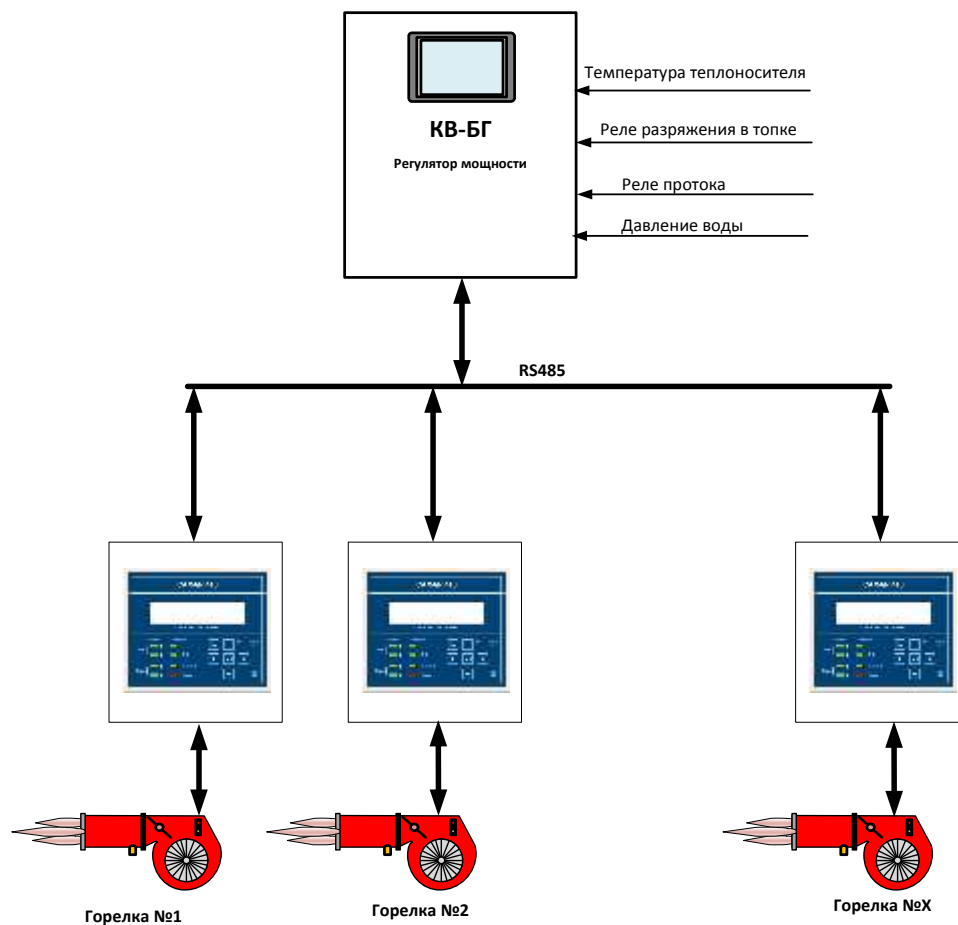 КВ-БГ
Регулятор мощности
Температура теплоносителя
Реле разряжения в топке
Реле протока
Давление воды
RS485
Горелка №1
Горелка №2
Горелка №X